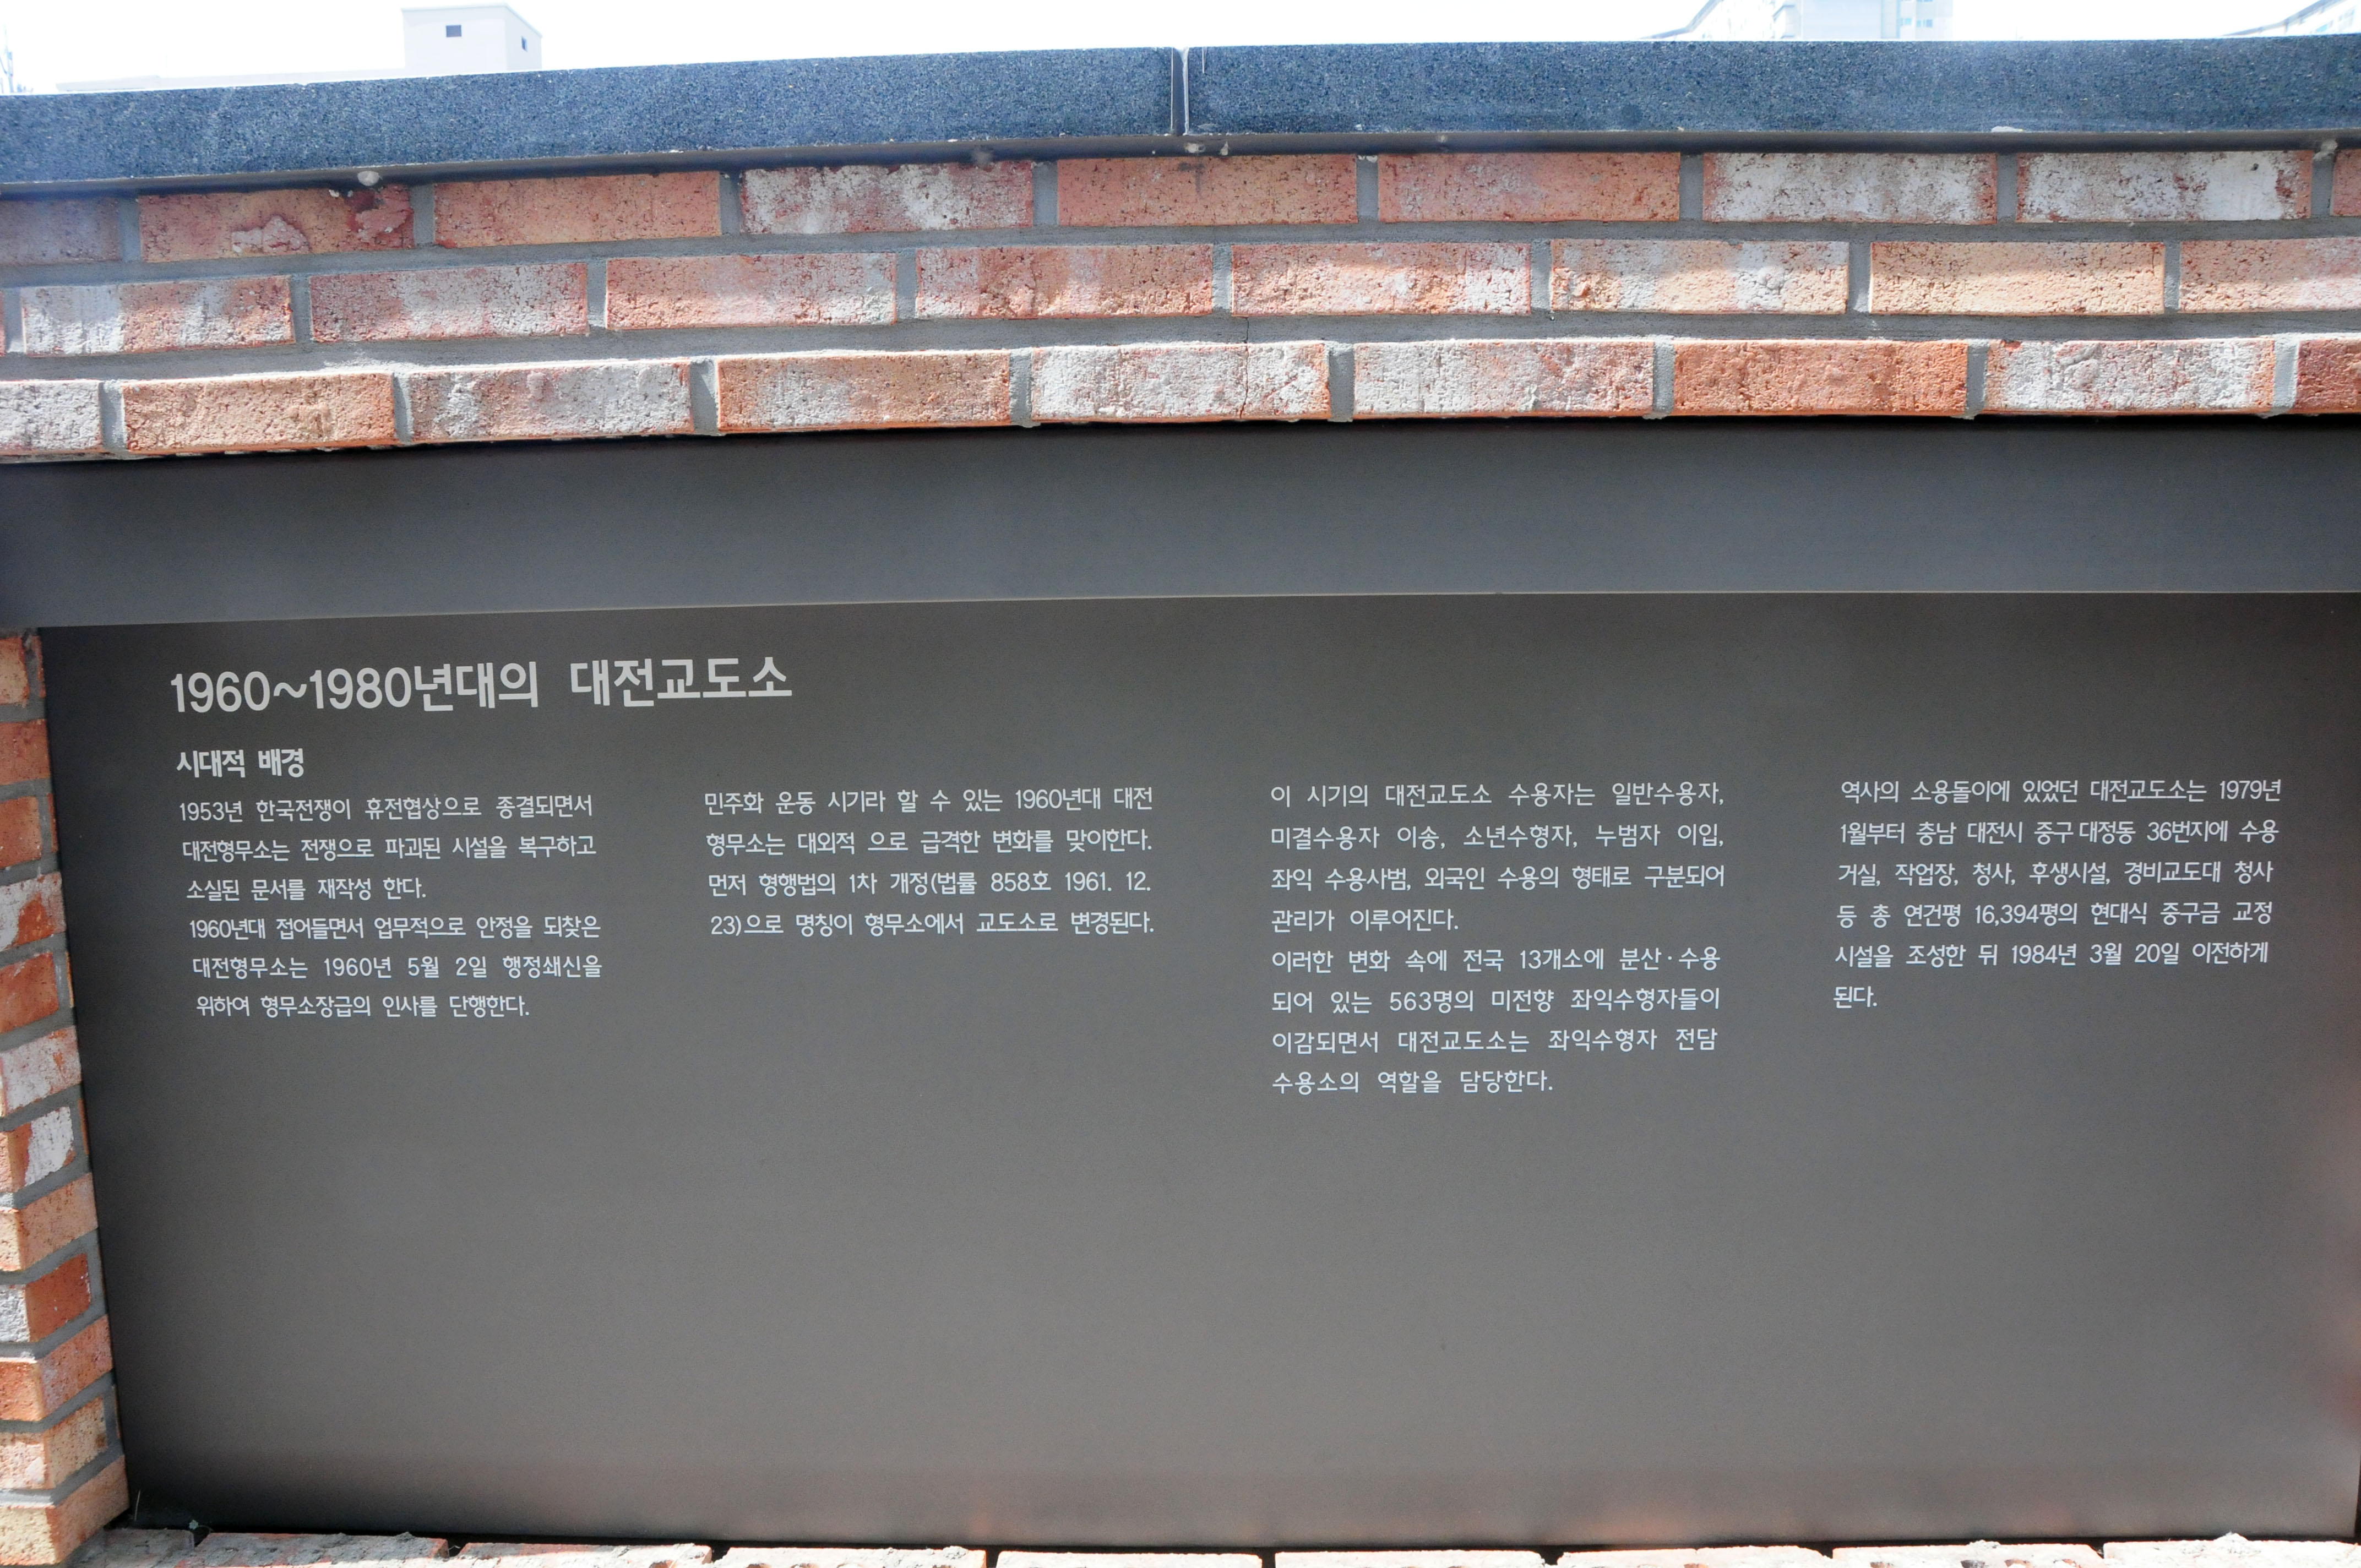 1960~1980년대의 대전교도소
시대적 배경
1953년 한국전쟁이 휴전협상으로 종결되면서
대전형무소는 전쟁으로 파괴된 시설을 복구하고
소실된 문서를 재작성 한다.
1960년대 접어들면서 업무적으로 안정을 되찾은
대전형무소는 1960년 5월 2일 행정쇄신을
위하여 형무소장급의 인사를 단행한다.
민주화 운동 시기라 할 수 있는 1960년대 대전
형무소는 대외적 으로 급격한 변화를 맞이한다.
먼저 형행법의 1차 개정(법률 858호 1961. 12.
23)으로 명칭이 형무소에서 교도소로 변경된다.
이 시기의 대전교도소 수용자는 일반수용자,
미결수용자 이송, 소년수형자, 누범자 이입,
좌익 수용사범, 외국인 수용의 형태로 구분되어
관리가 이루어진다.
이러한 변화 속에 전국 13개소에 분산·수용
되어 있는 563명의 미전향 좌익수형자들이
이감되면서 대전교도소는 좌익수형자 전담
수용소의 역할을 담당한다.
역사의 소용돌이에 있었던 대전교도소는 1979년
1월부터 충남 대전시 중구 대정동 36번지에 수용
거실, 작업장, 청사, 후생시설, 경비교도대 청사
등 총 연건평 16,394평의 현대식 중구금 교정
시설을 조성한 뒤 1984년 3월 20일 이전하게
된다.